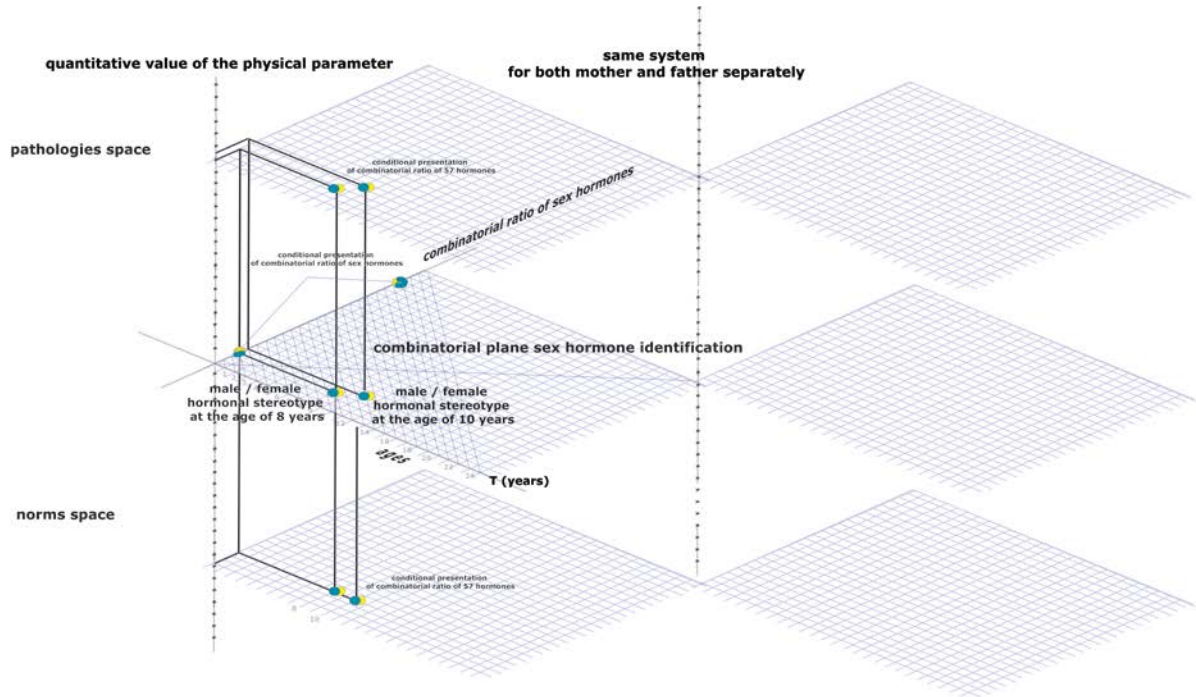 same system
for both mother and father separately
quantitative value of the physical parameter
pathologies space
conditional presentation
of combinatorial ratio of 57 hormones
combinatorial ratio of sex hormones
conditional presentation
of combinatorial ratio of sex hormones
combinatorial plane sex hormone identification
male / female
hormonal stereotype
at the age of 8 years
male / female
hormonal stereotype
at the age of 10 years
ages
T (years)
norms space
conditional presentation
of combinatorial ratio of 57 hormones
8
10